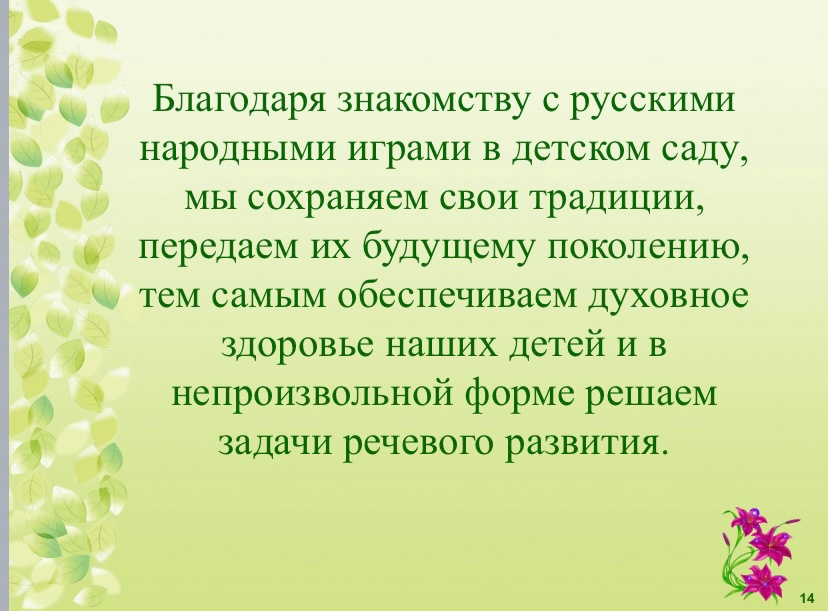 Благодаря знакомству с русскими
народными играми в детском саду,
мы сохраняем свои традиции,
передаем их будущему поколению,
тем самым обеспечиваем духовное
здоровье наших детей и в
непроизвольной форме решаем
задачи речевого развития.
14